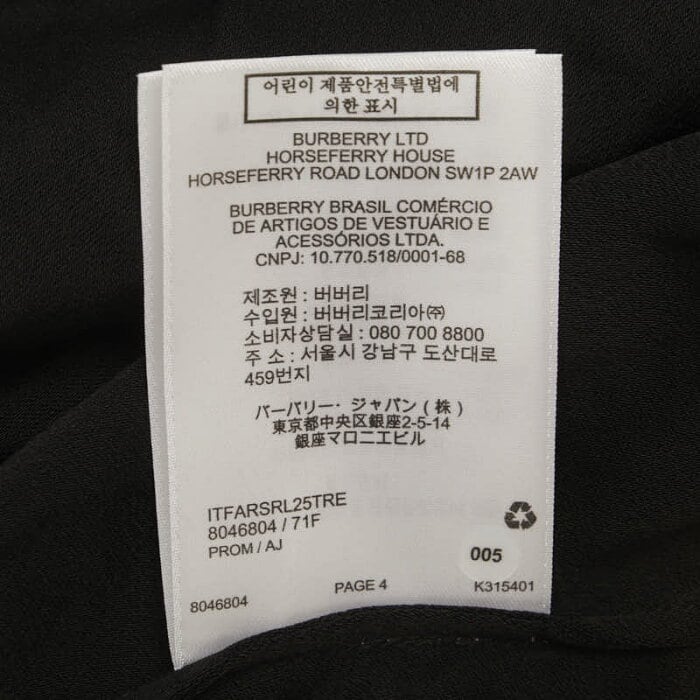 어린이 제품안전특별법에
의한 표시
BURBERRY LTD
HORSEFERRY HOUSE
HORSEFERRY ROAD LONDON SW1P 2AW
BURBERRY BRASIL COMÉRCIO
DE ARTIGOS DE VESTUÁRIO E
ACESSÓRIOS LTDA.
CNPJ: 10.770.518/0001-68
제조원 : 버버리
수입원 : 버버리코리아㈜
소비자상담실 : 080 700 8800
주 소 : 서울시 강남구 도산대로
459번지
バーバリー・ジャパン ( 株 )
東京都中央区銀座2-5-14
銀座マロニエビル
ITFARSRL25TRE
8046804 / 71F
PROM / AJ
005
8046804
PAGE 4
K315401